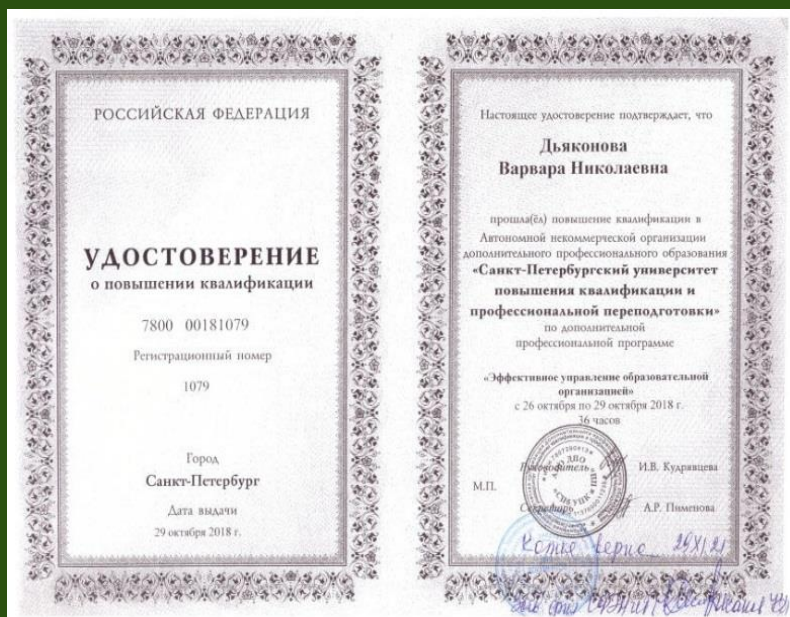 РОССИЙСКАЯ ФЕДЕРАЦИЯ
УДОСТОВЕРЕНИЕ
о повышении квалификации
7800 00181079
Регистрационный номер
1079
Город
Санкт-Петербург
Дата выдачи
29 октября 2018 г.
Настоящее удостоверение подтверждает, что
Дьяконова
Варвара Николаевна
прошла(ёл) повышение квалификации в
Автономной некоммерческой организации
дополнительного профессионального образования
«Санкт-Петербургский университет
повышения квалификации и
профессиональной переподготовки»
по дополнительной
профессиональной программе
«Эффективное управление образовательной
организацией»
с 26 октября по 29 октября 2018 г.
36 часов
Руководитель И.В. Кудрявцева
М.П.
Секретарь А.Р. Пименова
Копия верна